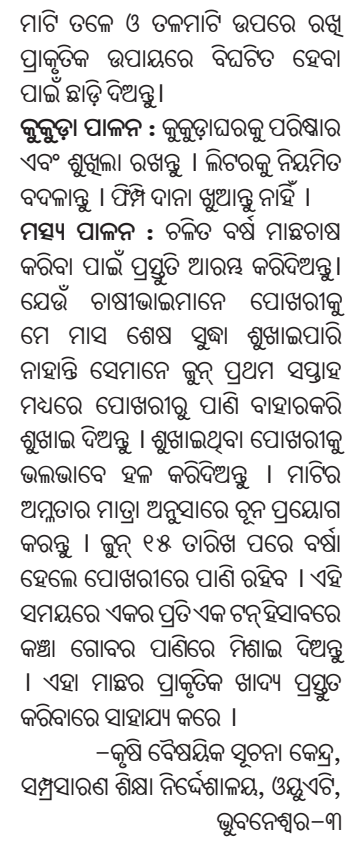 ମାଟି ତଳେ ଓ ତଳମାଟି ଉପରେ ରଖି
ପ୍ରାକୃତିକ ଉପାୟରେ ବିଘଟିତ ହେବା
ପାଇଁ ଛାଡ଼ି ଦିଅନ୍ତୁ।
କୁକୁଡ଼ା ପାଳନ : କୁକୁଡ଼ାଘରକୁ ପରିଷ୍କାର
ଏବଂ ଶୁଖିଲା ରଖନ୍ତୁ । ଲିଟରକୁ ନିୟମିତ
ବଦଳାନ୍ତୁ । ଫିମ୍ପି ଦାନା ଖୁଆନ୍ତୁ ନାହିଁ ।
ମତ୍ସ୍ୟ ପାଳନ : ଚଳିତ ବର୍ଷ ମାଛଚାଷ
କରିବା ପାଇଁ ପ୍ରସ୍ତୁତି ଆରମ୍ଭ କରିଦିଅନ୍ତୁ।
ଯେଉଁ ଚାଷୀଭାଇମାନେ ପୋଖରୀକୁ
ମେ ମାସ ଶେଷ ସୁଦ୍ଧା ଶୁଖାଇପାରି
ନାହାନ୍ତି ସେମାନେ ଜୁନ୍ ପ୍ରଥମ ସପ୍ତାହ
ମଧ୍ୟରେ ପୋଖରୀରୁ ପାଣି ବାହାରକରି
ଶୁଖାଇ ଦିଅନ୍ତୁ । ଶୁଖାଇଥିବା ପୋଖରୀକୁ
ଭଲଭାବେ ହଳ କରିଦିଅନ୍ତୁ । ମାଟିର
ଅମ୍ଳତାର ମାତ୍ରା ଅନୁସାରେ ଚୂନ ପ୍ରୟୋଗ
କରନ୍ତୁ । ଜୁନ୍ ୧୫ ତାରିଖ ପରେ ବର୍ଷା
ହେଲେ ପୋଖରୀରେ ପାଣି ରହିବ । ଏହି
ସମୟରେ ଏକର ପ୍ରତି ଏକ ଟନ୍ ହିସାବରେ
କଞ୍ଚା ଗୋବର ପାଣିରେ ମିଶାଇ ଦିଅନ୍ତୁ
। ଏହା ମାଛର ପ୍ରାକୃତିକ ଖାଦ୍ୟ ପ୍ରସ୍ତୁତ
କରିବାରେ ସାହାଯ୍ୟ କରେ ।
–କୃଷି ବୈଷୟିକ ସୂଚନା କେନ୍ଦ୍ର,
ସମ୍ପ୍ରସାରଣ ଶିକ୍ଷା ନିର୍ଦ୍ଦେଶାଳୟ, ଓୟୁଏଟି,
ଭୁବନେଶ୍ୱର–୩